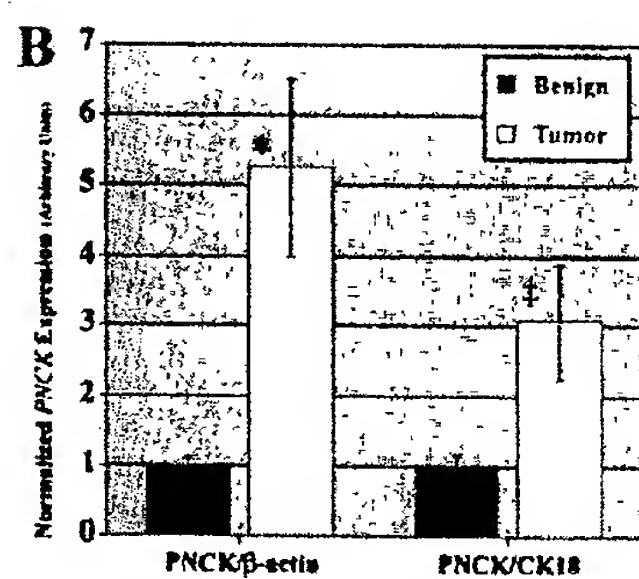 B
Normalized PNCK Expression (Arbitrary Units)
7
6
5
4
3
2
1
0
Benign
Tumor
*
‡
PNCK/β-actin
PNCK/CK18